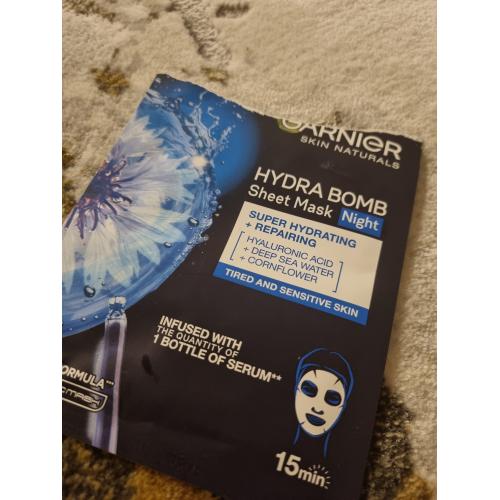 GARNIER
SKIN NATURALS
HYDRA BOMB
Sheet Mask Night
SUPER HYDRATING
+ REPAIRING
HYALURONIC ACID
+ DEEP SEA WATER
+ CORNFLOWER
TIRED AND SENSITIVE SKIN
INFUSED WITH
THE QUANTITY OF
1 BOTTLE OF SERUM**
FORMULA***
15min